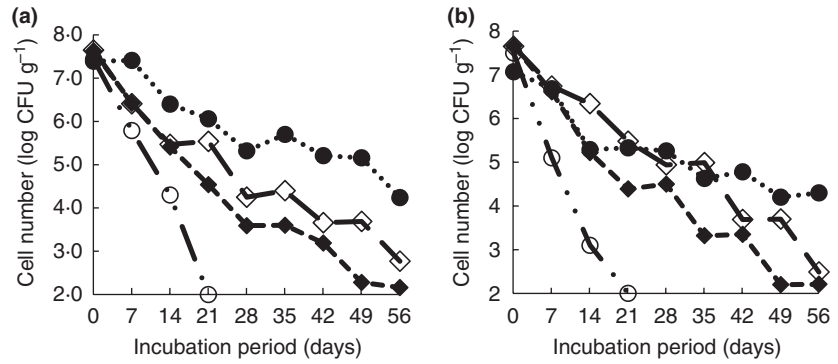 (a)
Cell number (log CFU g⁻¹)
8·0
7·0
6·0
5·0
4·0
3·0
2·0
0 7 14 21 28 35 42 49 56
Incubation period (days)
(b)
Cell number (log CFU g⁻¹)
8
7
6
5
4
3
2
0 7 14 21 28 35 42 49 56
Incubation period (days)